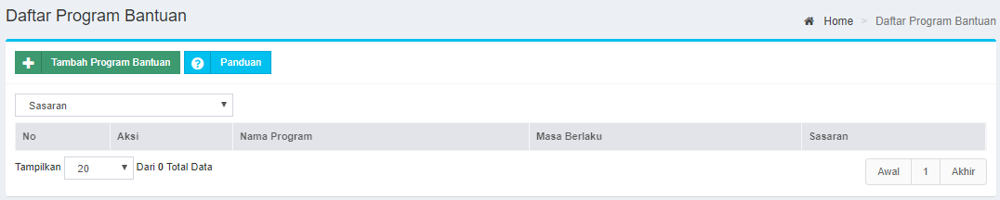 Daftar Program Bantuan
Home > Daftar Program Bantuan
Tambah Program Bantuan ? Panduan
Sasaran
No Aksi Nama Program Masa Berlaku Sasaran
Tampilkan 20 Dari 0 Total Data
Awal 1 Akhir